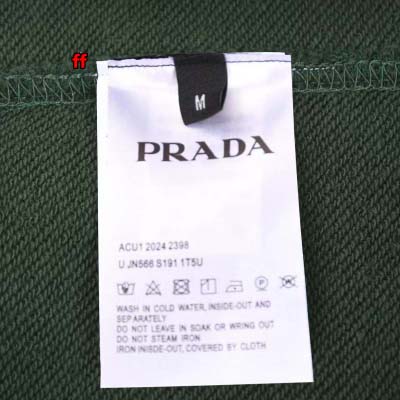 ff
M
PRADA
ACU1 2024 2398
U JN566 S191 1T5U
WASH IN COLD WATER, INSIDE-OUT AND
SEPARATELY
DO NOT LEAVE IN SOAK OR WRING OUT
DO NOT STEAM IRON
IRON INISDE-OUT, COVERED BY CLOTH